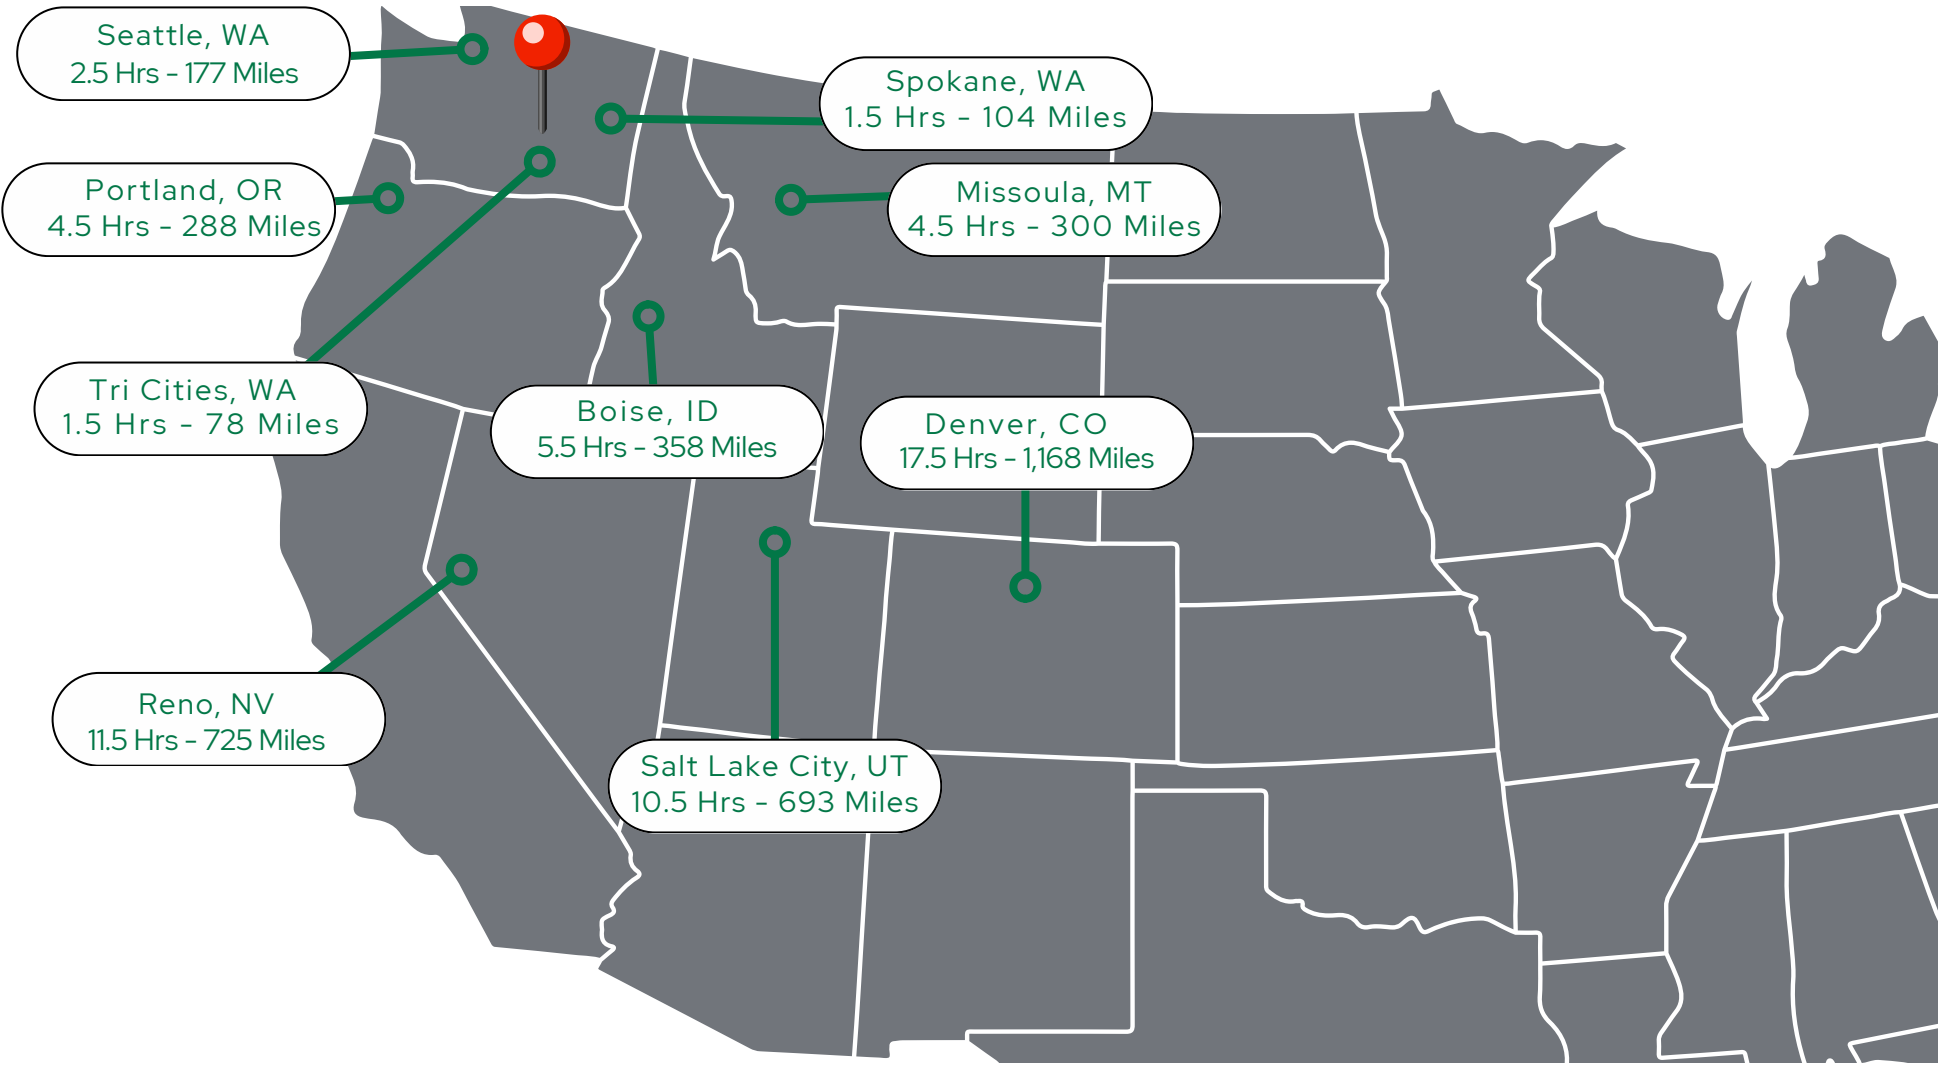 Seattle, WA
2.5 Hrs - 177 Miles
Spokane, WA
1.5 Hrs - 104 Miles
Portland, OR
4.5 Hrs - 288 Miles
Missoula, MT
4.5 Hrs - 300 Miles
Tri Cities, WA
1.5 Hrs - 78 Miles
Boise, ID
5.5 Hrs - 358 Miles
Denver, CO
17.5 Hrs - 1,168 Miles
Reno, NV
11.5 Hrs - 725 Miles
Salt Lake City, UT
10.5 Hrs - 693 Miles